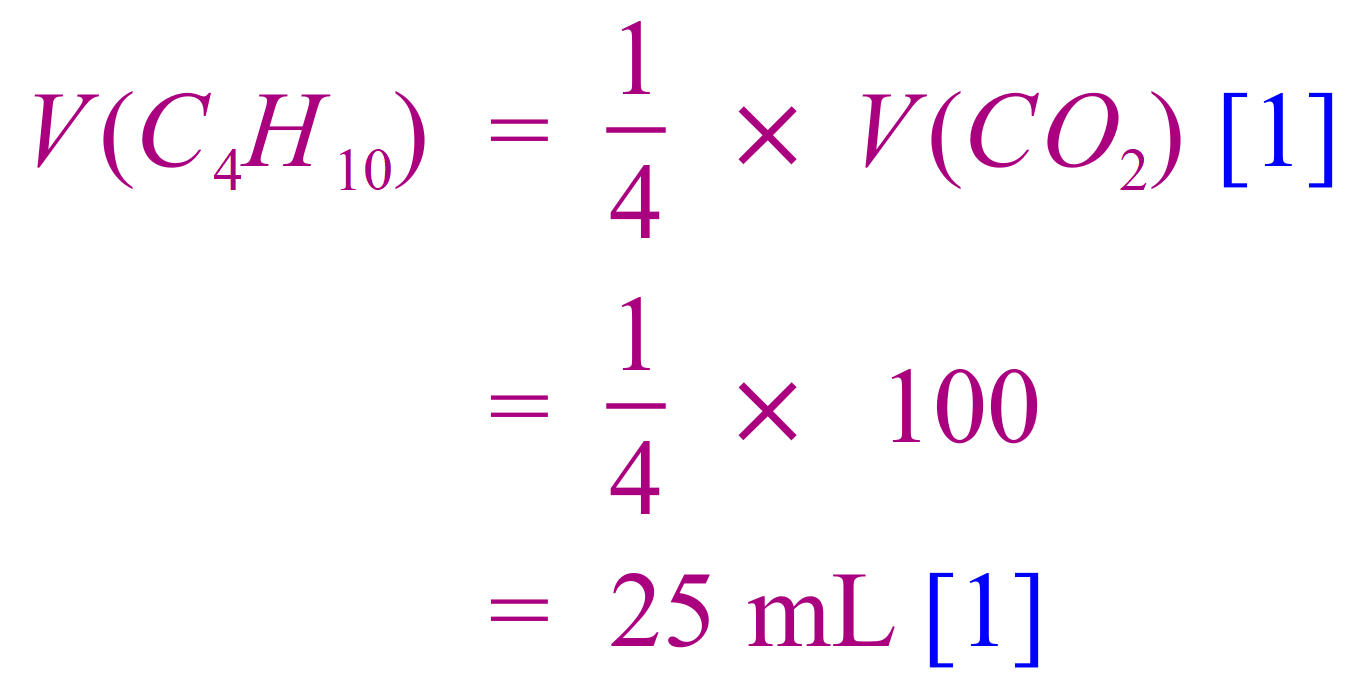 V(C₄H₁₀) = 1/4 × V(CO₂) [1]
= 1/4 × 100
= 25 mL [1]